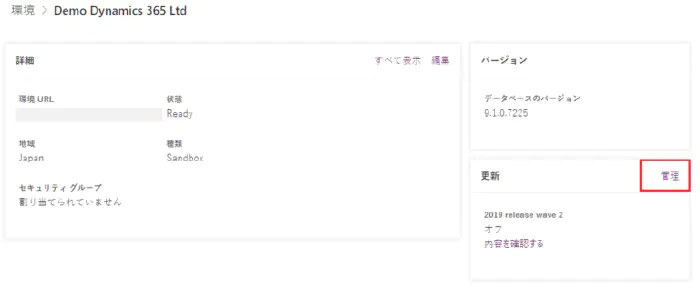 環境 > Demo Dynamics 365 Ltd
詳細
すべて表示 編集
環境 URL
状態
Ready
地域
種類
Japan
Sandbox
セキュリティ グループ
割り当てられていません
バージョン
データベースのバージョン
9.1.0.7225
更新
管理
2019 release wave 2
オフ
内容を確認する